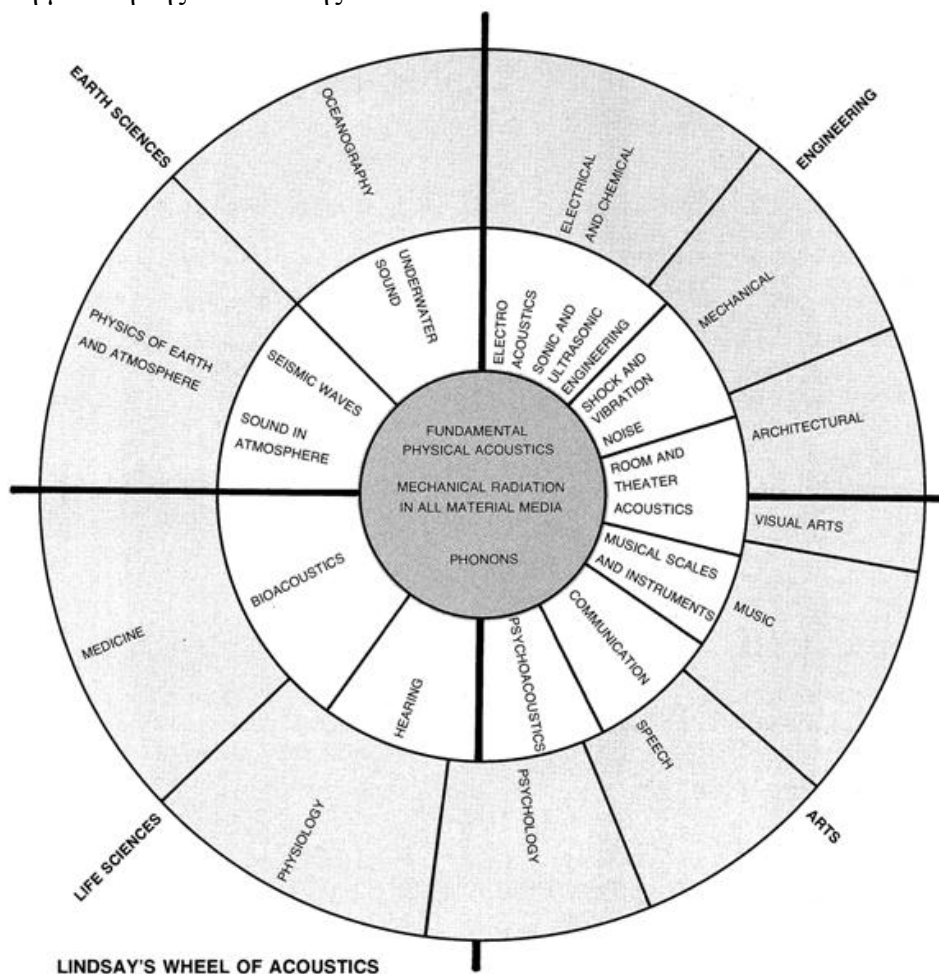 EARTH SCIENCES
ENGINEERING
OCEANOGRAPHY
ELECTRICAL
AND CHEMICAL
MECHANICAL
ARCHITECTURAL
PHYSICS OF EARTH
AND ATMOSPHERE
UNDERWATER
SOUND
SEISMIC WAVES
SOUND IN
ATMOSPHERE
ELECTRO
ACOUSTICS
SONIC AND
ULTRASONIC
ENGINEERING
SHOCK AND
VIBRATION
NOISE
ROOM AND
THEATER
ACOUSTICS
FUNDAMENTAL
PHYSICAL ACOUSTICS
MECHANICAL RADIATION
IN ALL MATERIAL MEDIA
PHONONS
VISUAL ARTS
MUSICAL SCALES
AND INSTRUMENTS
MUSIC
COMMUNICATION
SPEECH
PSYCHOACOUSTICS
PSYCHOLOGY
HEARING
PHYSIOLOGY
BIOACOUSTICS
MEDICINE
LIFE SCIENCES
ARTS
LINDSAY'S WHEEL OF ACOUSTICS